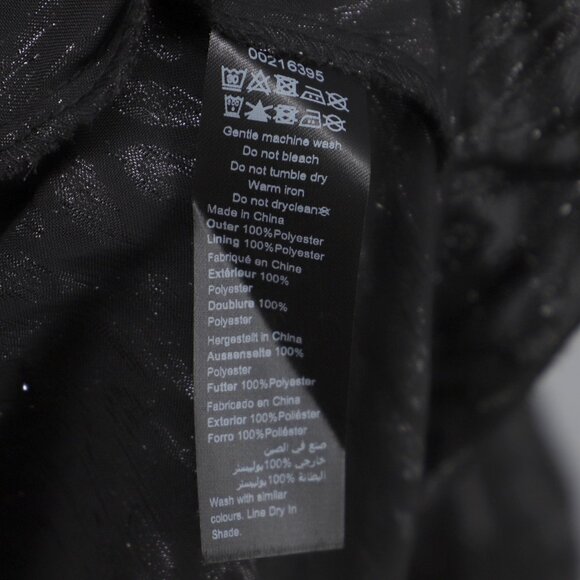 00216395
Gentle machine wash
Do not bleach
Do not tumble dry
Warm iron
Do not dryclean
Made in China
Outer 100%Polyester
Lining 100%Polyester
Fabriqué en Chine
Extérieur 100%
Polyester
Doublure 100%
Polyester
Hergestellt in China
Aussenseite 100%
Polyester
Futter 100%Polyester
Fabricado en China
Exterior 100%Poliéster
Forro 100%Poliéster
صنع في الصين
خارجي %100 بوليستر
البطانة %100 بوليستر
Wash with similar
colours. Line Dry In
Shade.